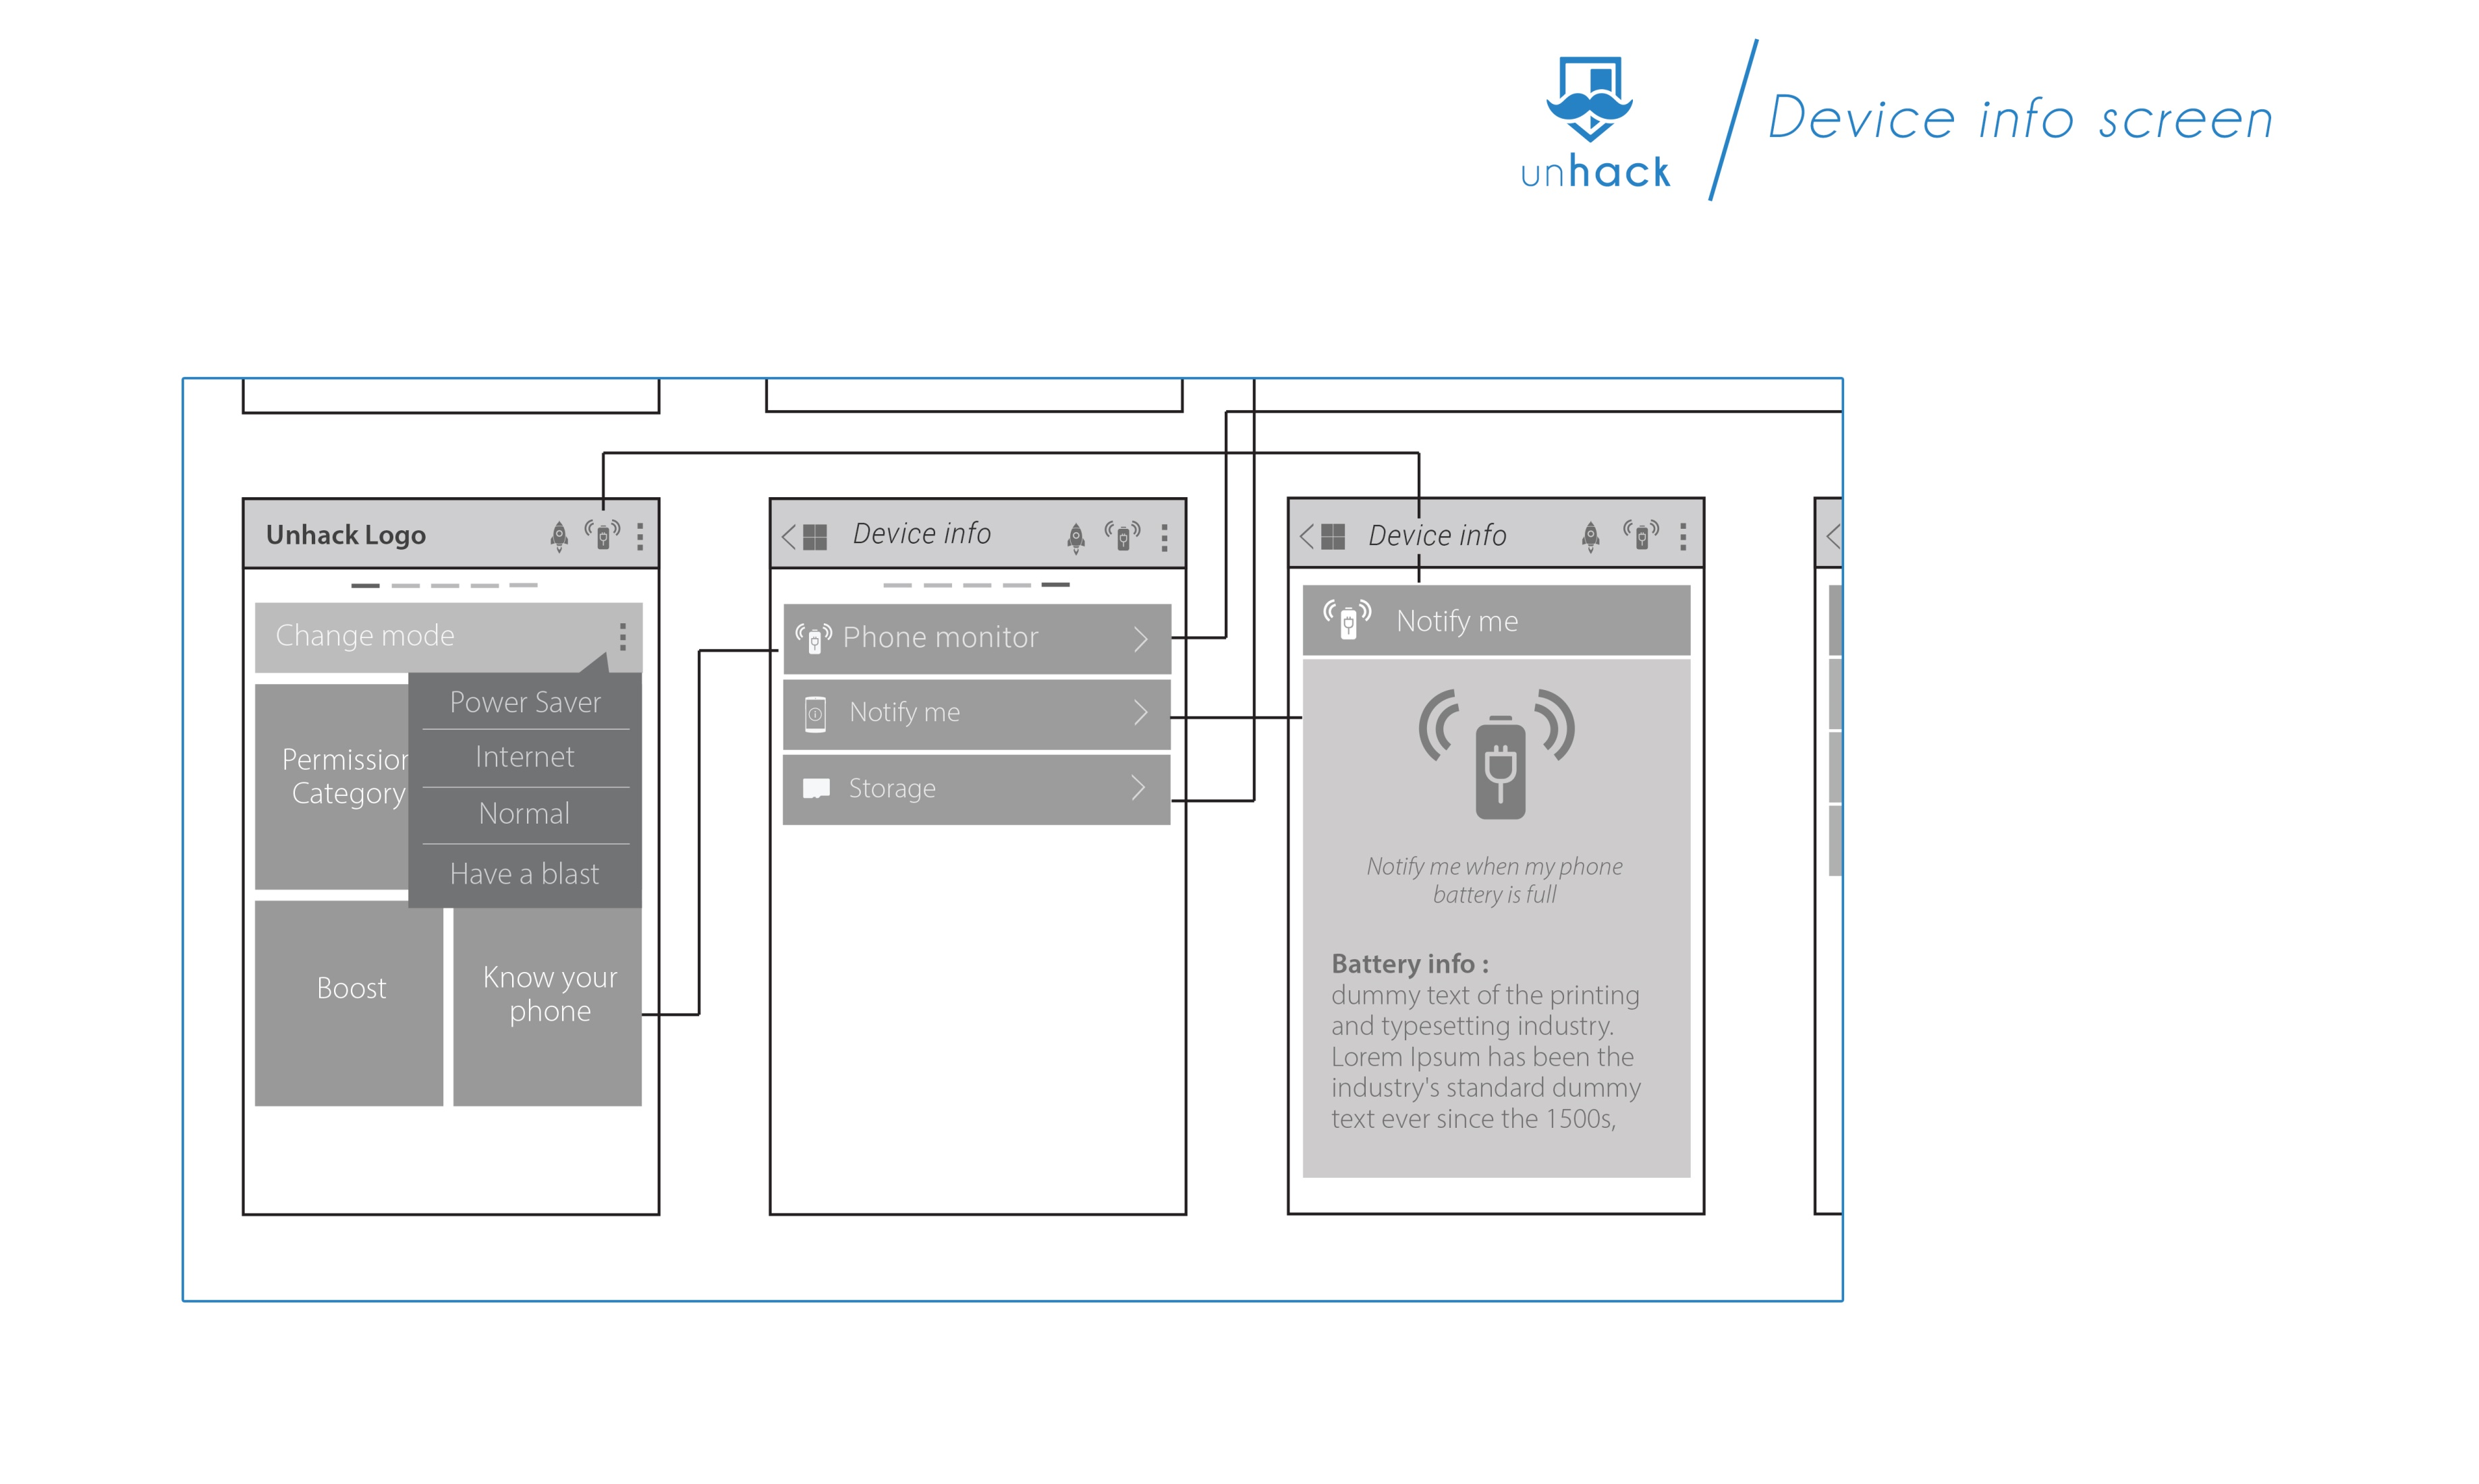 unhack
Device info screen
Unhack Logo
Change mode
Power Saver
Internet
Normal
Have a blast
Category
Boost
Know your
phone
Device info
Phone monitor
Notify me
Storage
Device info
Notify me
Notify me when my phone
battery is full
Battery info :
dummy text of the printing
and typesetting industry.
Lorem Ipsum has been the
industry's standard dummy
text ever since the 1500s,